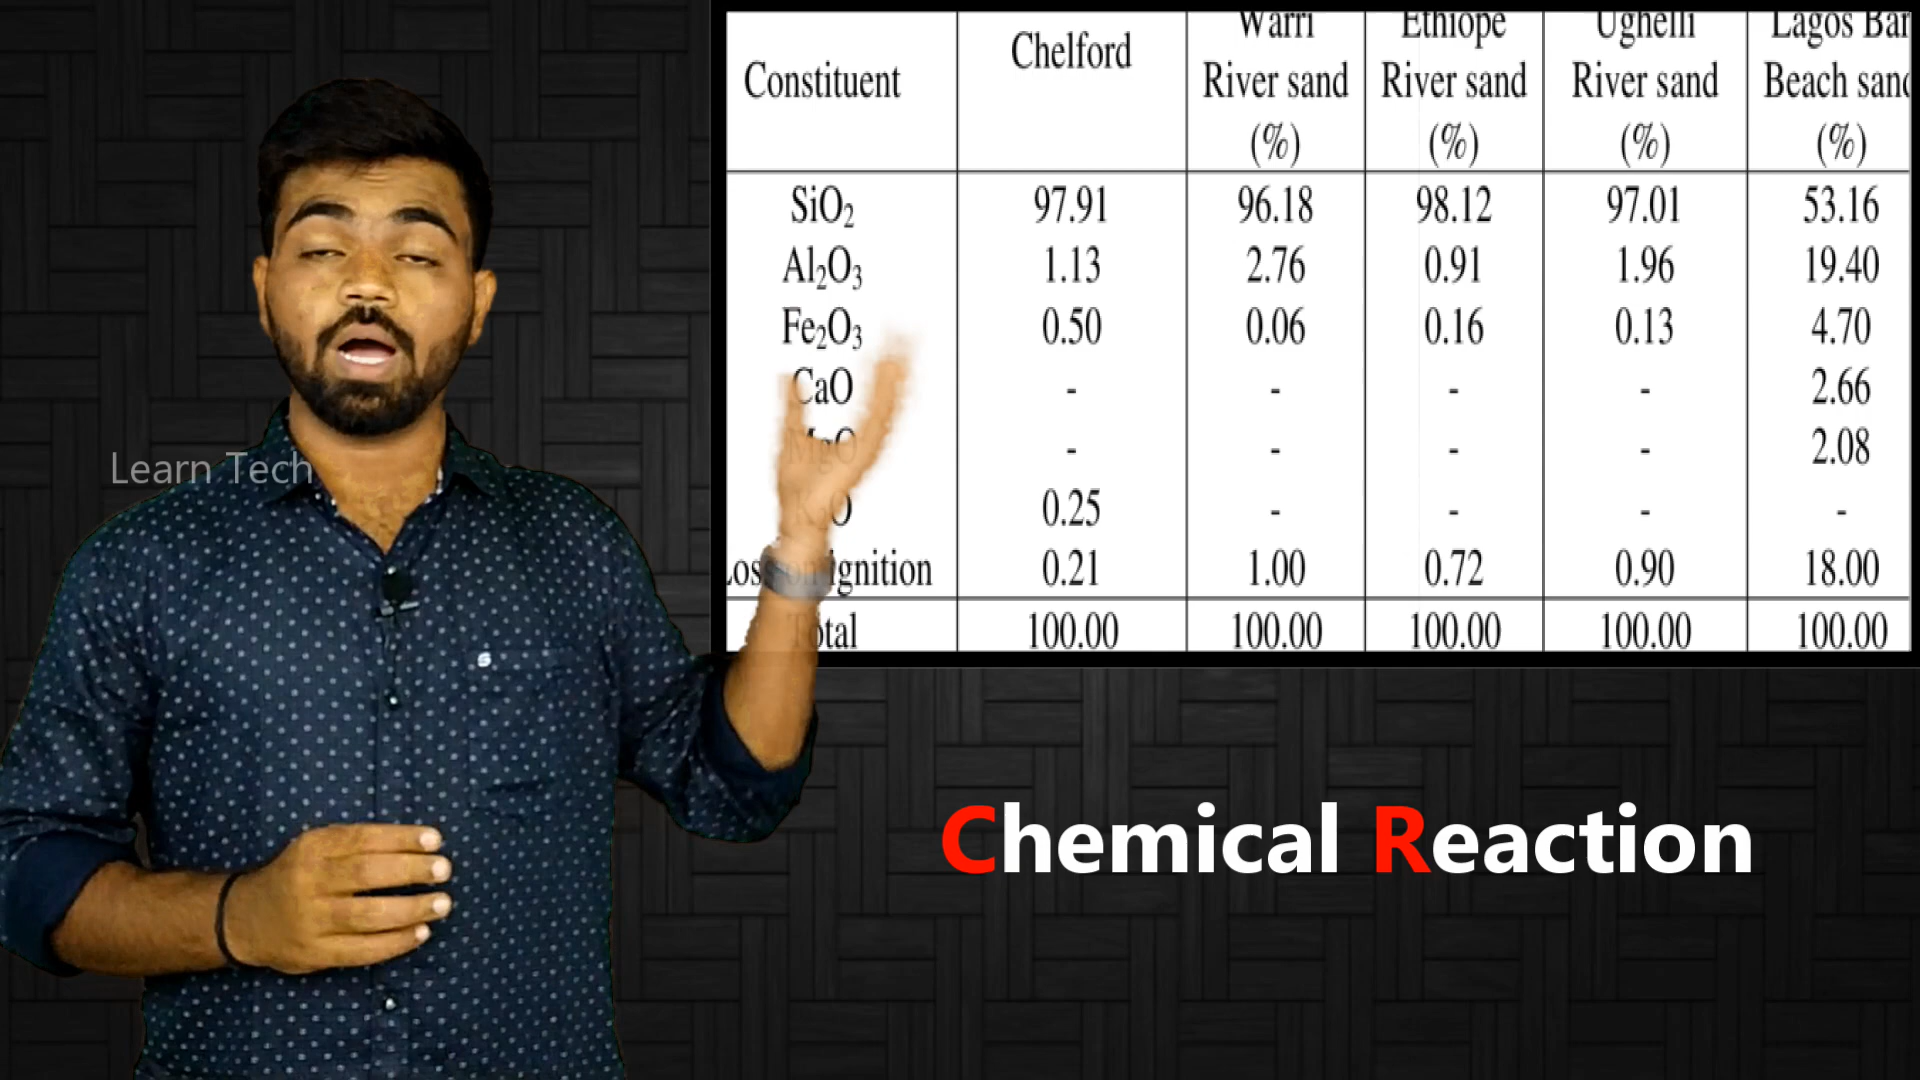 Constituent Chelford Warri River sand (%) Ethiope River sand (%) Ughelli River sand (%) Lagos Bar Beach sand (%)
SiO2 97.91 96.18 98.12 97.01 53.16
Al2O3 1.13 2.76 0.91 1.96 19.40
Fe2O3 0.50 0.06 0.16 0.13 4.70
CaO - - - - 2.66
MgO - - - - 2.08
0.25 - - - -
Loss on ignition 0.21 1.00 0.72 0.90 18.00
Total 100.00 100.00 100.00 100.00 100.00
Learn Tech
Chemical Reaction